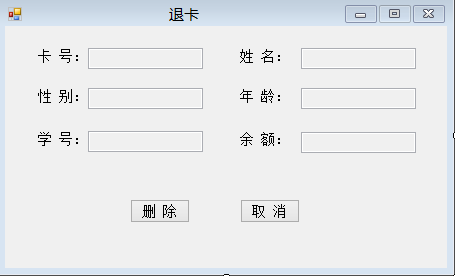 退卡
卡 号： 姓 名：
性 别： 年 龄：
学 号： 余 额：
删 除 取 消